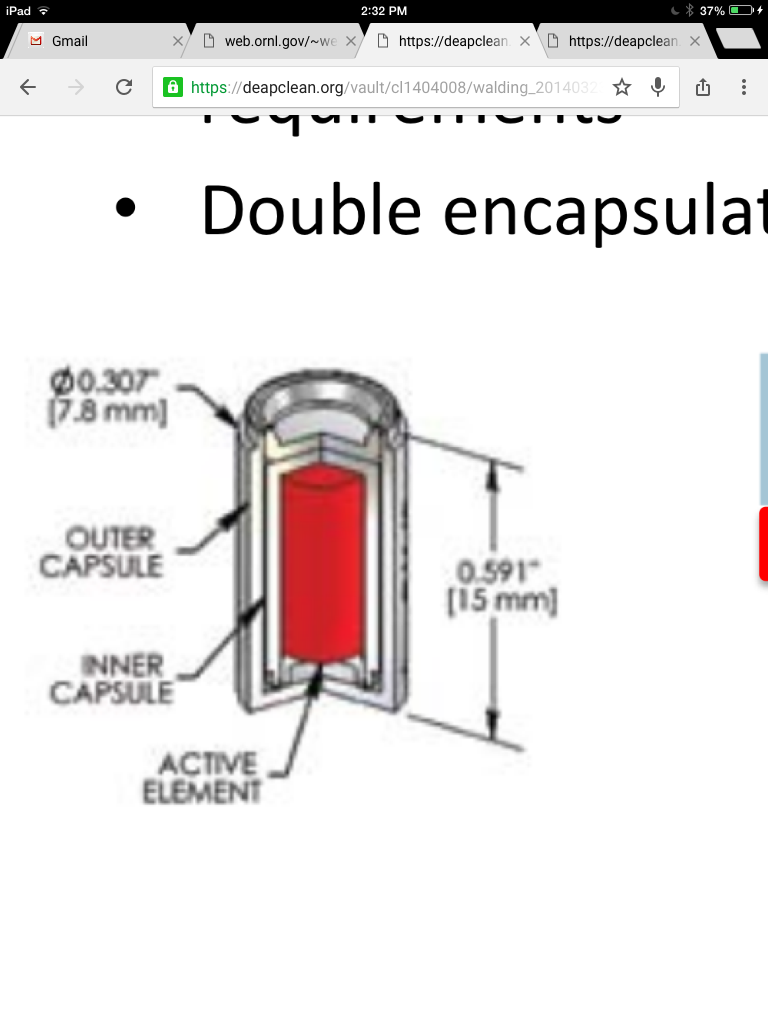 iPad 2:32 PM 37%
Gmail web.ornl.gov/~we https://deapclean. https://deapclean
https://deapclean.org/vault/cl1404008/walding_2014032
requirements
• Double encapsulat
Ø0.307"
[7.8 mm]
OUTER
CAPSULE
0.591"
[15 mm]
INNER
CAPSULE
ACTIVE
ELEMENT